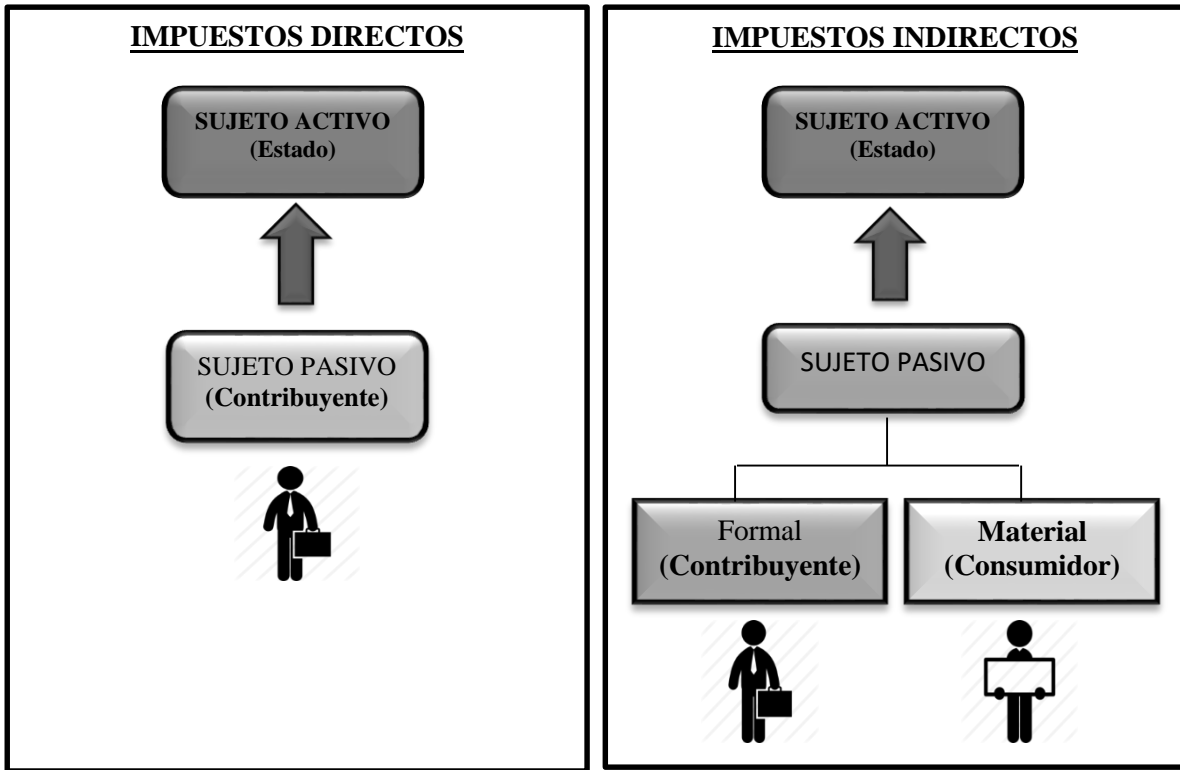 IMPUESTOS DIRECTOS
SUJETO ACTIVO
(Estado)
SUJETO PASIVO
(Contribuyente)
IMPUESTOS INDIRECTOS
SUJETO ACTIVO
(Estado)
SUJETO PASIVO
Formal
(Contribuyente)
Material
(Consumidor)